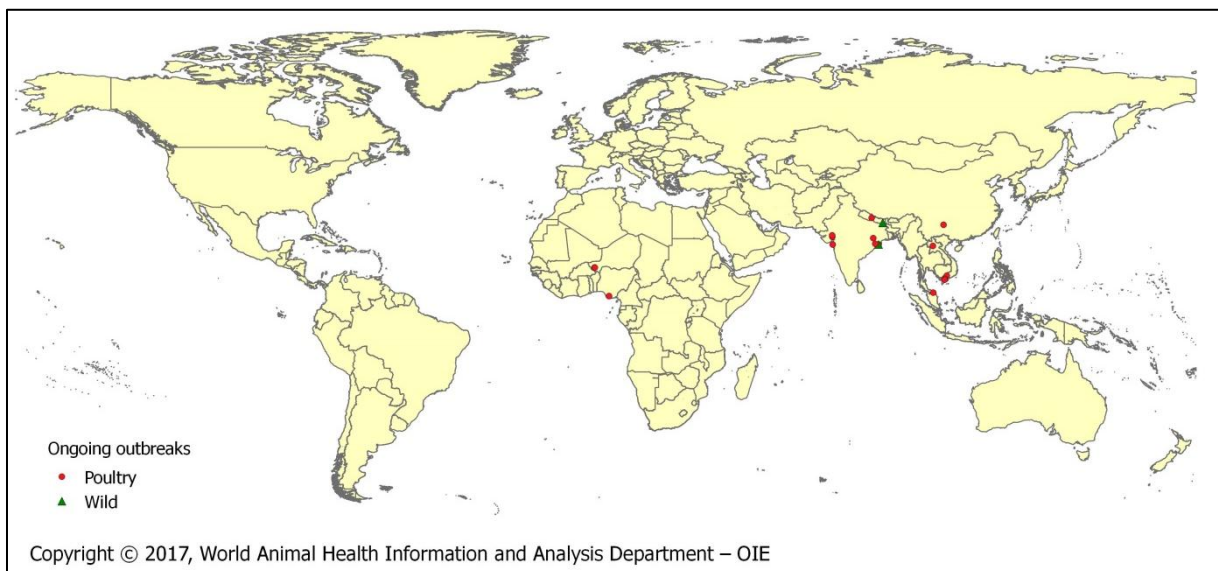 Ongoing outbreaks
Poultry
Wild
Copyright © 2017, World Animal Health Information and Analysis Department – OIE